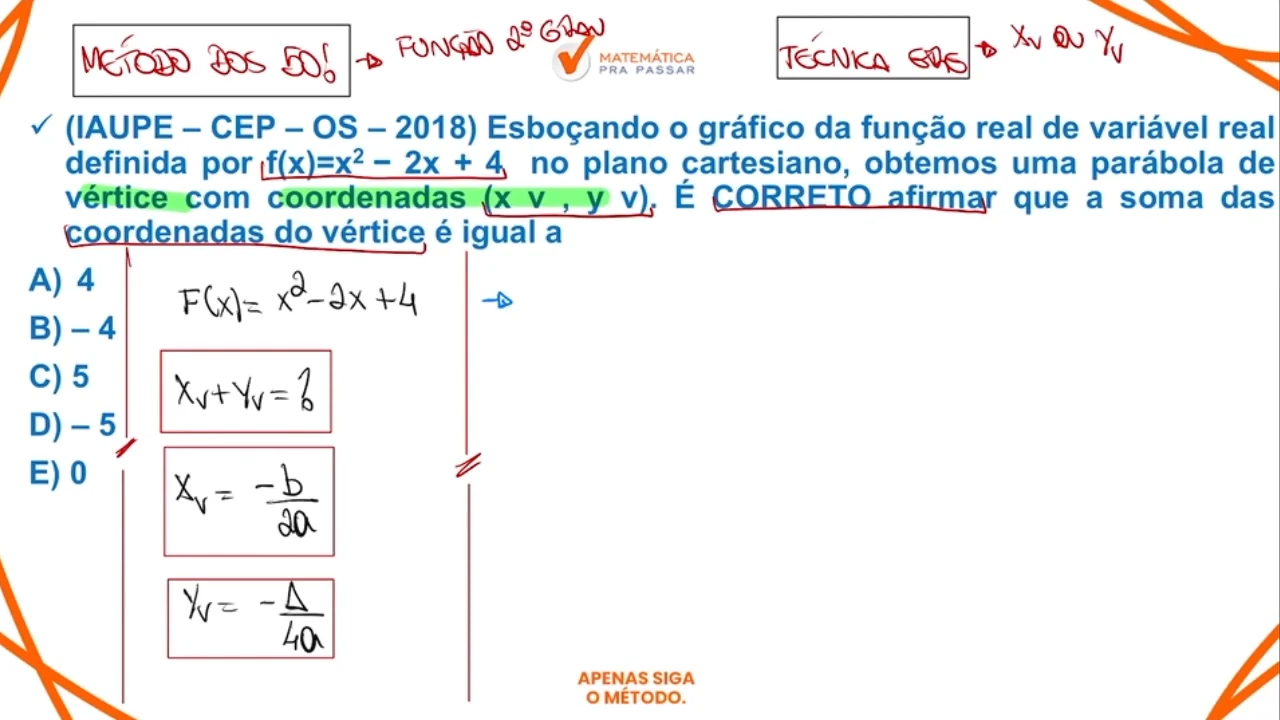 MÉTODO DOS 50! → FUNÇÃO 2º GRAU
MATEMÁTICA
PRA PASSAR
TÉCNICA → Xv OU Yv
✓ (IAUPE – CEP – OS – 2018) Esboçando o gráfico da função real de variável real
definida por f(x)=x² – 2x + 4 no plano cartesiano, obtemos uma parábola de
vértice com coordenadas (x v , y v). É CORRETO afirmar que a soma das
coordenadas do vértice é igual a
A) 4
B) – 4
C) 5
D) – 5
E) 0
F(x)= x²-2x+4
Xv+Yv=?
Xv= -b/2a
Yv= -Δ/4a
APENAS SIGA
O MÉTODO.